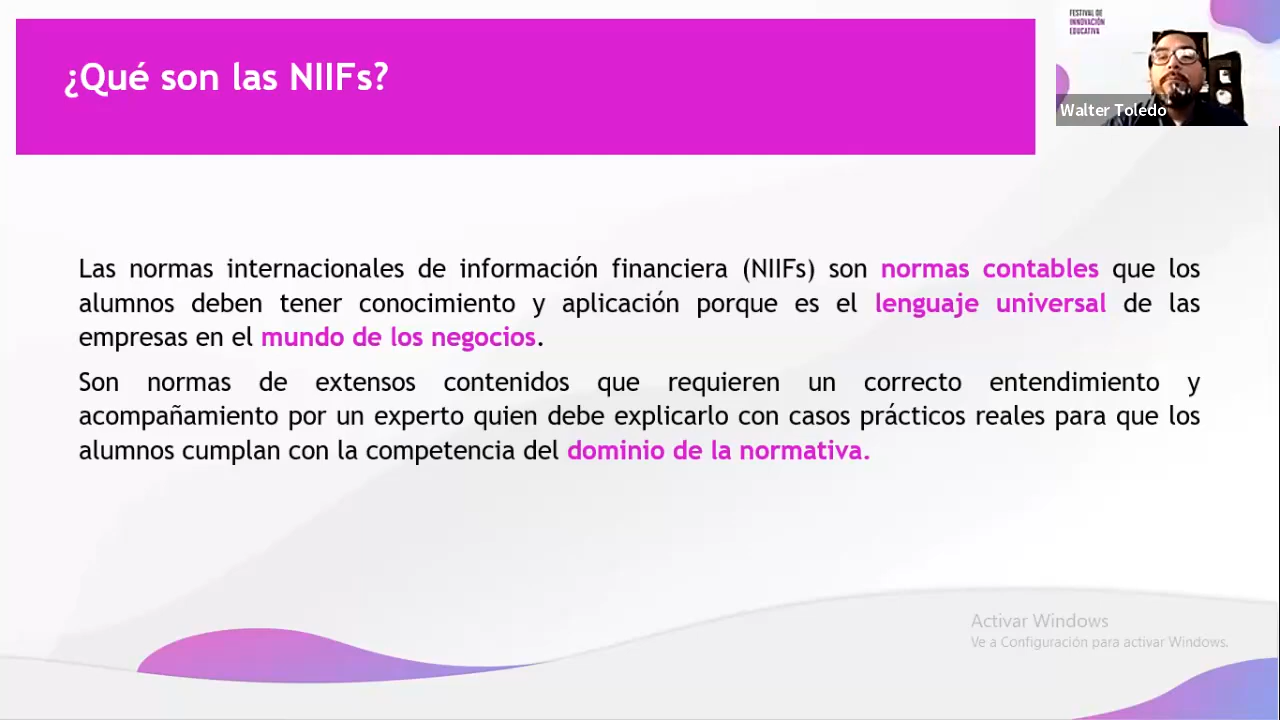 ¿Qué son las NIIFs?
FESTIVAL DE
INNOVACIÓN
EDUCATIVA
Walter Toledo
Las normas internacionales de información financiera (NIIFs) son normas contables que los
alumnos deben tener conocimiento y aplicación porque es el lenguaje universal de las
empresas en el mundo de los negocios.
Son normas de extensos contenidos que requieren un correcto entendimiento y
acompañamiento por un experto quien debe explicarlo con casos prácticos reales para que los
alumnos cumplan con la competencia del dominio de la normativa.
Activar Windows
Ve a Configuración para activar Windows.